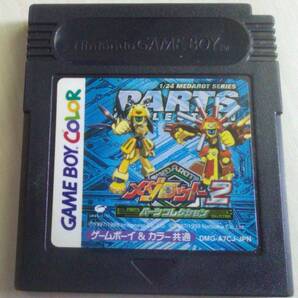 Nintendo GAME BOY
GAME BOY COLOR
1/24 MEDAROT SERIES
PARTS
メダロット2
パーツコレクション
ゲームボーイ & カラー 共通
DMG-A7CJ-JPN